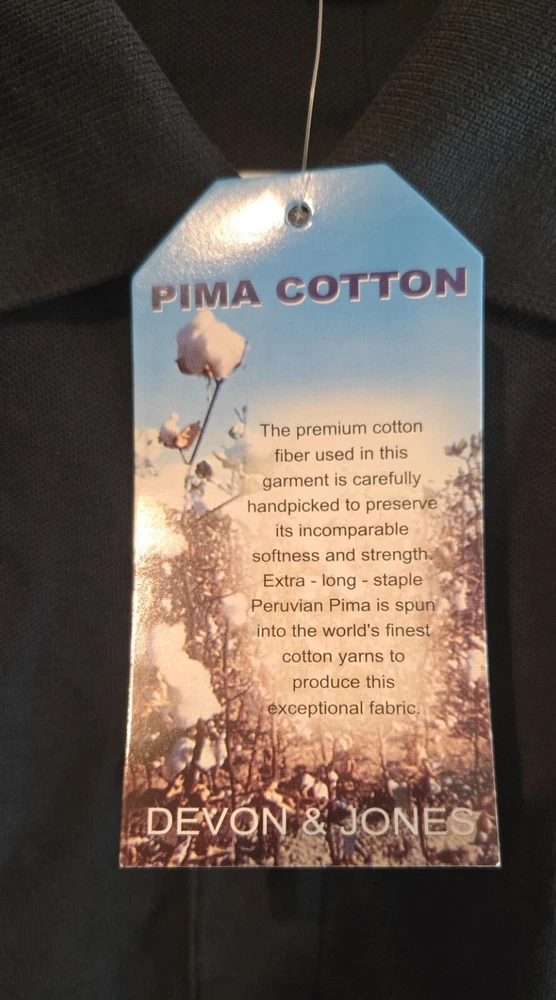 PIMA COTTON
The premium cotton
fiber used in this
garment is carefully
handpicked to preserve
its incomparable
softness and strength.
Extra - long - staple
Peruvian Pima is spun
into the world's finest
cotton yarns to
produce this
exceptional fabric.
DEVON & JONES